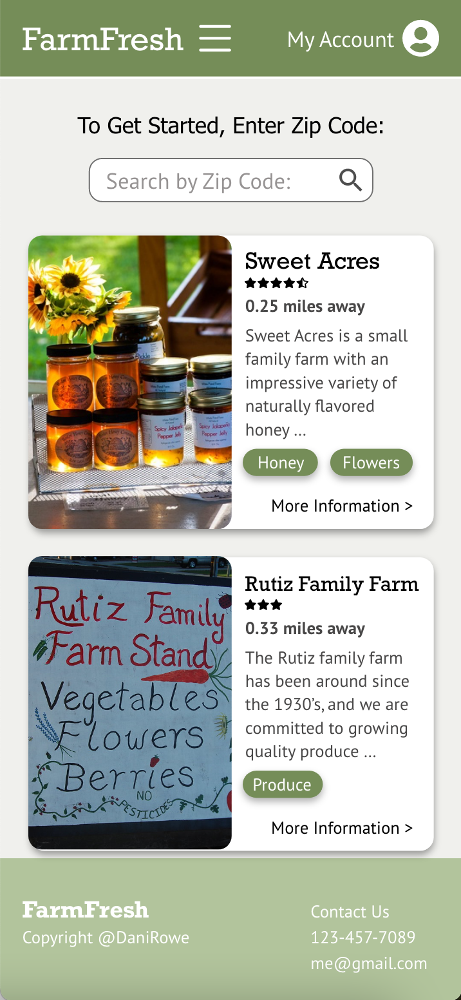 FarmFresh
My Account
To Get Started, Enter Zip Code:
Search by Zip Code:
Sweet Acres
0.25 miles away
Sweet Acres is a small
family farm with an
impressive variety of
naturally flavored
honey ...
Honey
Flowers
More Information >
Spicy Jalapeño
Pepper Jelly
Spicy Jalapeño
Pepper Jelly
Rutiz Family
Farm Stand
Vegetables
Flowers
Berries
NO
PESTICIDES
Rutiz Family Farm
0.33 miles away
The Rutiz family farm
has been around since
the 1930’s, and we are
committed to growing
quality produce ...
Produce
More Information >
FarmFresh
Copyright @DaniRowe
Contact Us
123-457-7089
me@gmail.com